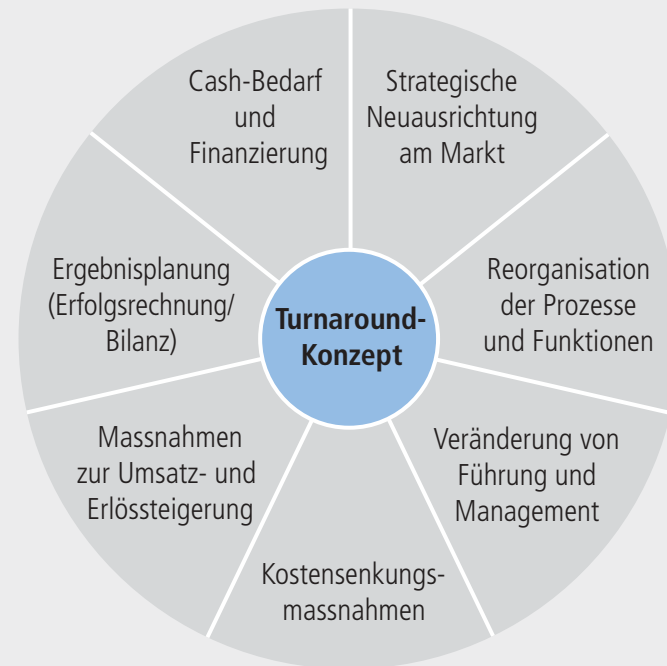 Cash-Bedarf
und
Finanzierung
Strategische
Neuausrichtung
am Markt
Reorganisation
der Prozesse
und Funktionen
Veränderung von
Führung und
Management
Kostensenkungs-
massnahmen
Massnahmen
zur Umsatz- und
Erlössteigerung
Ergebnisplanung
(Erfolgsrechnung/
Bilanz)
Turnaround-
Konzept